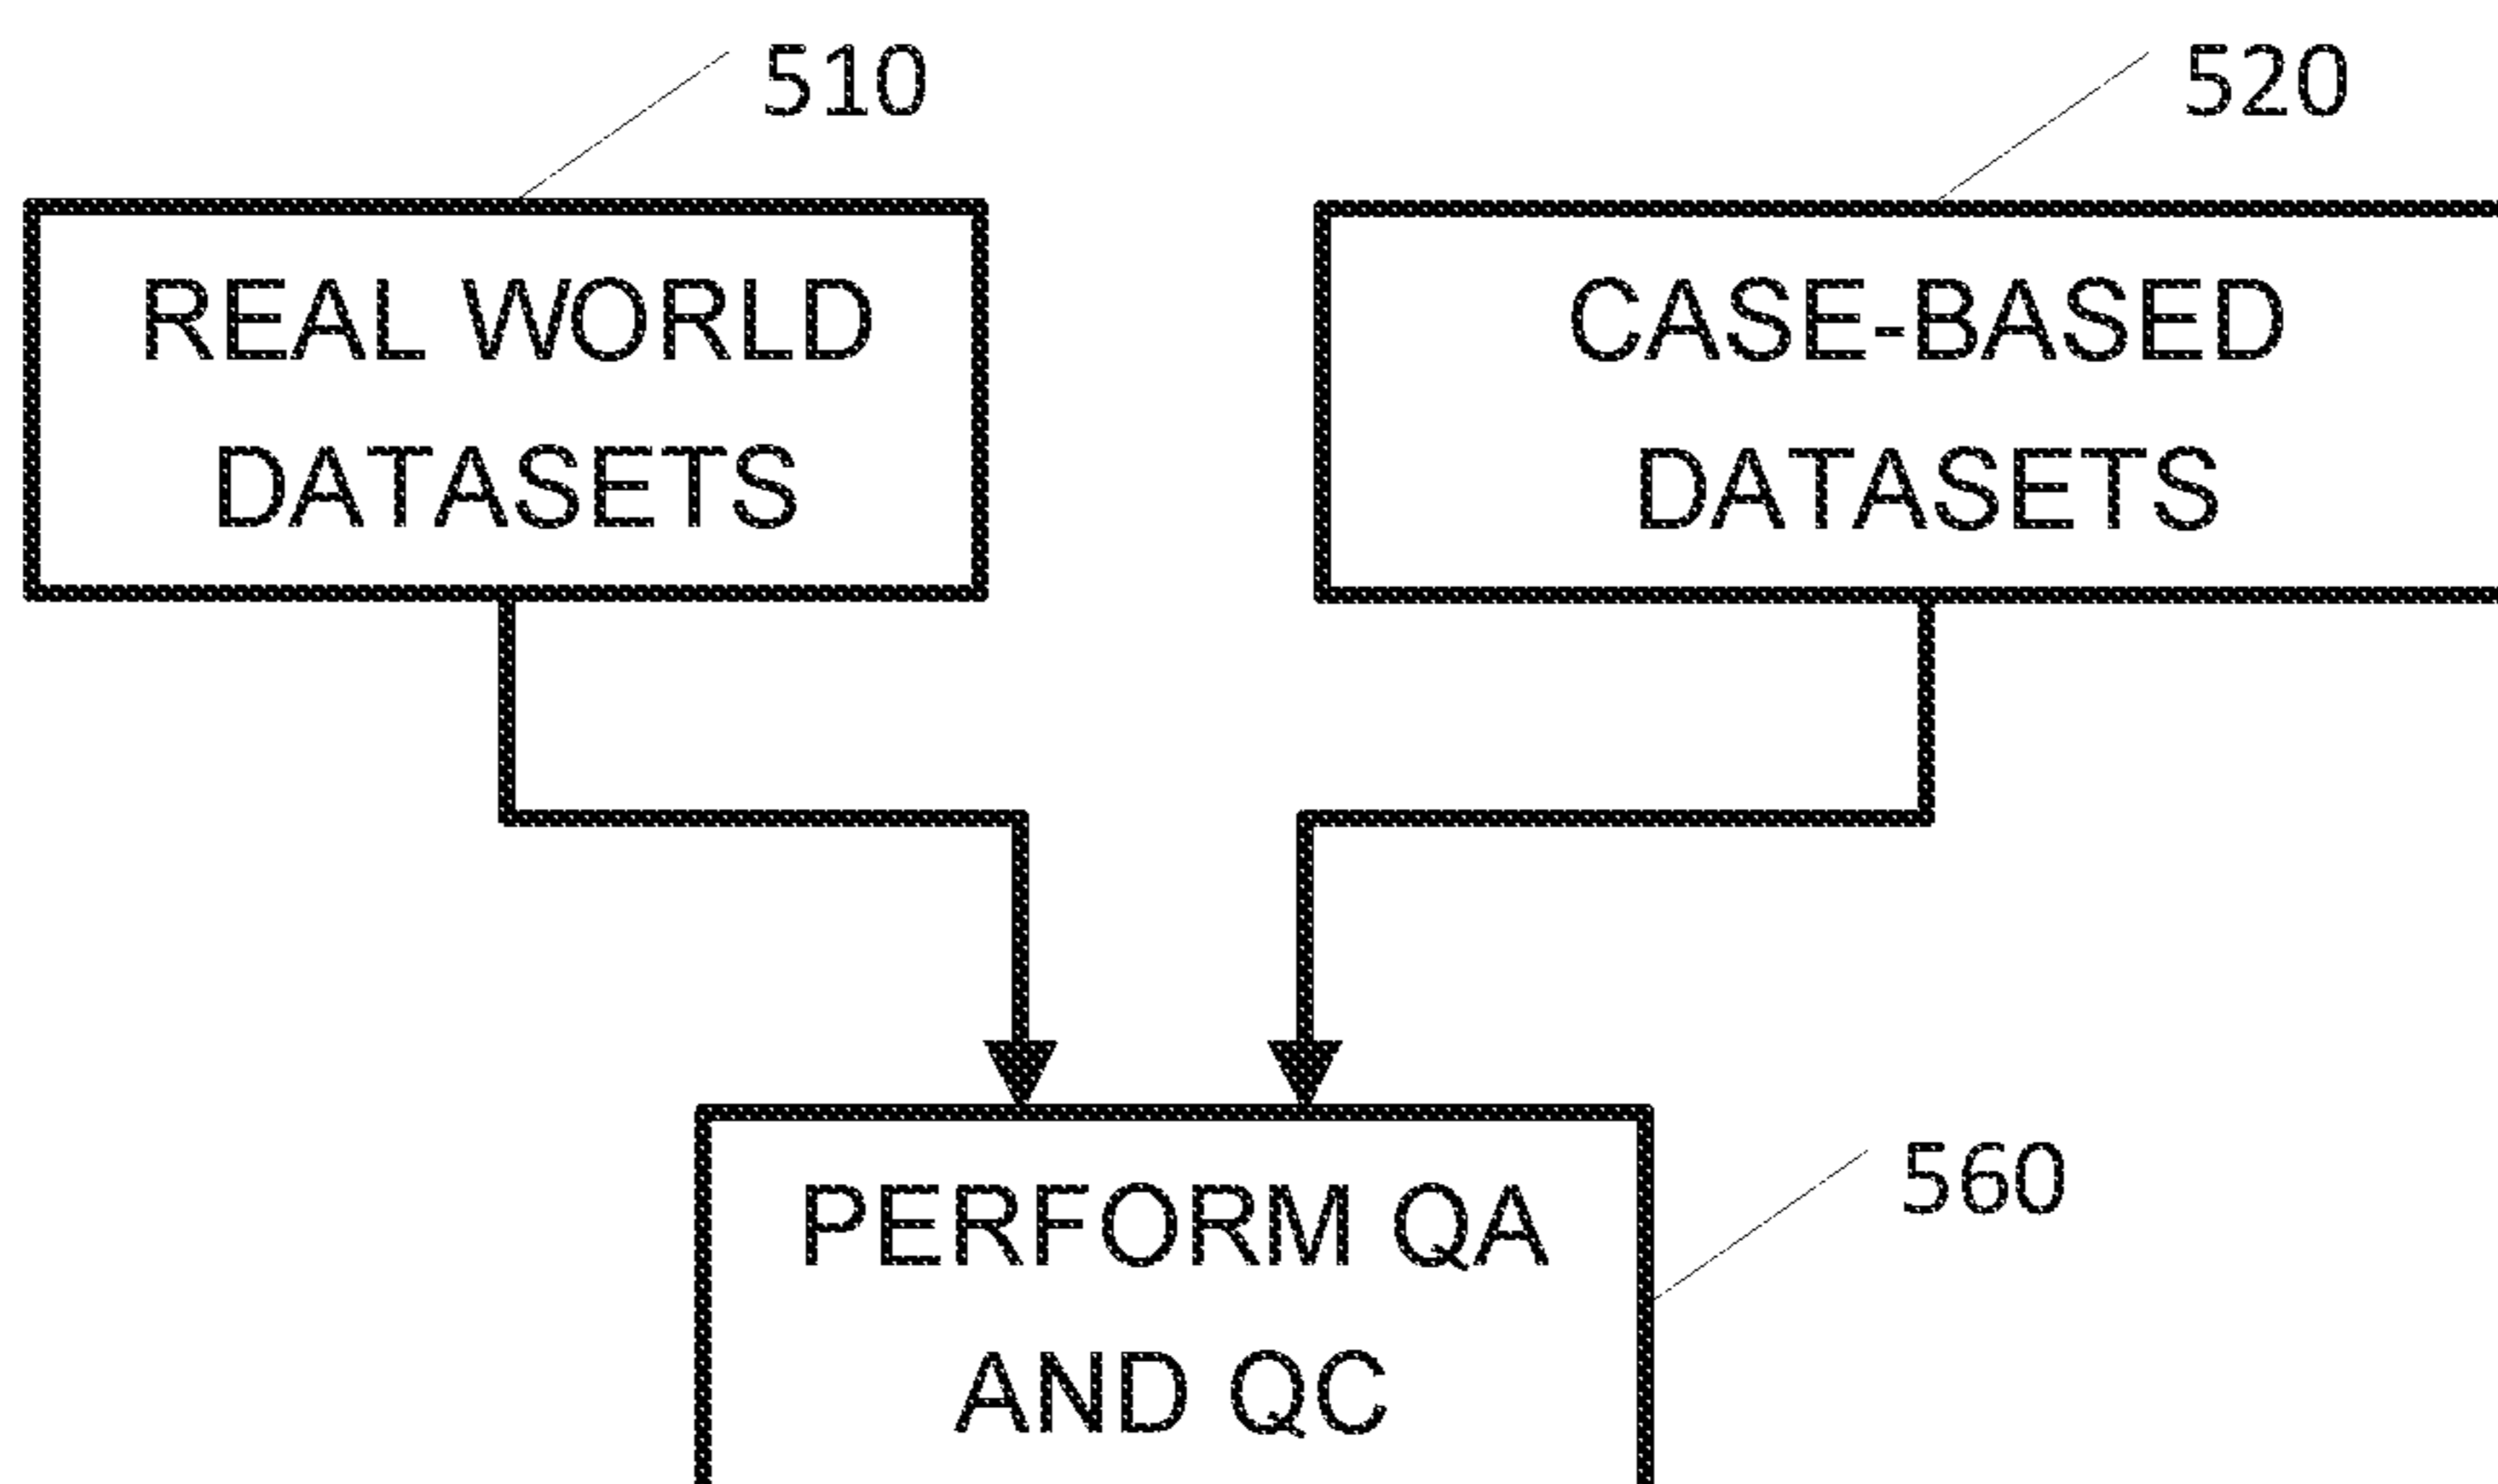 510
520
REAL WORLD
DATASETS
CASE-BASED
DATASETS
560
PERFORM QA
AND QC